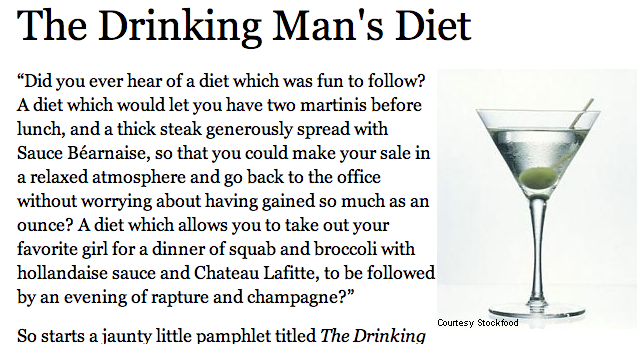 The Drinking Man's Diet
“Did you ever hear of a diet which was fun to follow?
A diet which would let you have two martinis before
lunch, and a thick steak generously spread with
Sauce Béarnaise, so that you could make your sale in
a relaxed atmosphere and go back to the office
without worrying about having gained so much as an
ounce? A diet which allows you to take out your
favorite girl for a dinner of squab and broccoli with
hollandaise sauce and Chateau Lafitte, to be followed
by an evening of rapture and champagne?”
Courtesy Stockfood
So starts a jaunty little pamphlet titled The Drinking